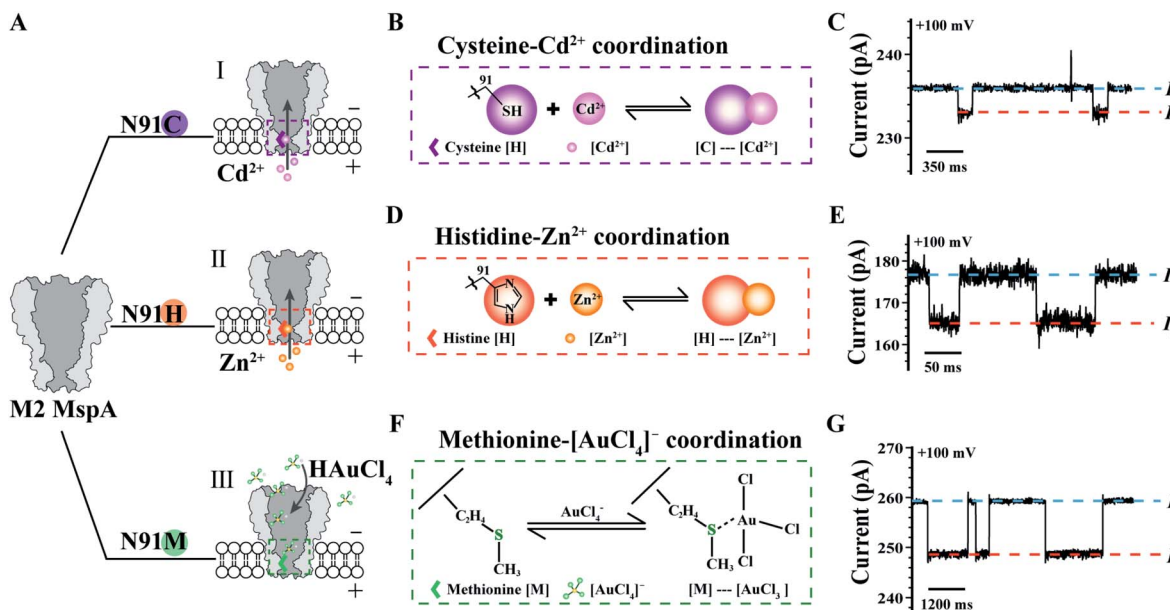 A
I
N91C
Cd²⁺
−
+
II
N91H
Zn²⁺
−
+
M2 MspA
III
HAuCl₄
N91M
−
+
B
Cysteine-Cd²⁺ coordination
91
SH
+
Cd²⁺
Cysteine [H]
[Cd²⁺]
[C] --- [Cd²⁺]
C
+100 mV
Current (pA)
240
230
350 ms
D
Histidine-Zn²⁺ coordination
91
N
N
H
+
Zn²⁺
Histine [H]
[Zn²⁺]
[H] --- [Zn²⁺]
E
+100 mV
Current (pA)
180
170
160
50 ms
F
Methionine-[AuCl₄]⁻ coordination
C₂H₄
S
CH₃
AuCl₄⁻
C₂H₄
S
CH₃
Cl
Au
Cl
Cl
Methionine [M]
[AuCl₄]⁻
[M] --- [AuCl₃ ]
G
+100 mV
Current (pA)
270
260
250
240
1200 ms